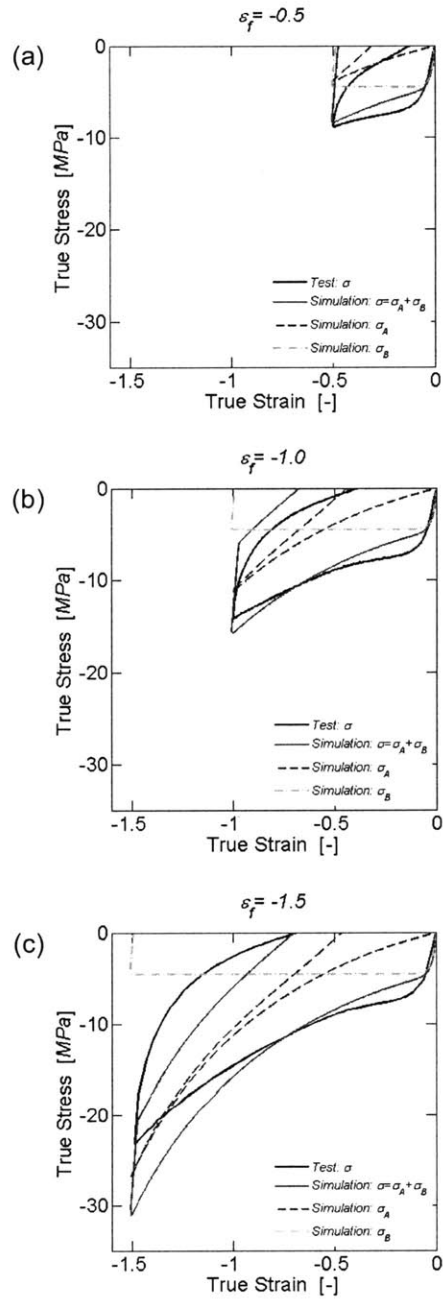 ε_f = -0.5
(a)
0
-10
-20
-30
True Stress [MPa]
Test: σ
Simulation: σ=σ_A+σ_B
Simulation: σ_A
Simulation: σ_B
-1.5 -1 -0.5 0
True Strain [-]
ε_f = -1.0
(b)
0
-10
-20
-30
True Stress [MPa]
Test: σ
Simulation: σ=σ_A+σ_B
Simulation: σ_A
Simulation: σ_B
-1.5 -1 -0.5 0
True Strain [-]
ε_f = -1.5
(c)
0
-10
-20
-30
True Stress [MPa]
Test: σ
Simulation: σ=σ_A+σ_B
Simulation: σ_A
Simulation: σ_B
-1.5 -1 -0.5 0
True Strain [-]